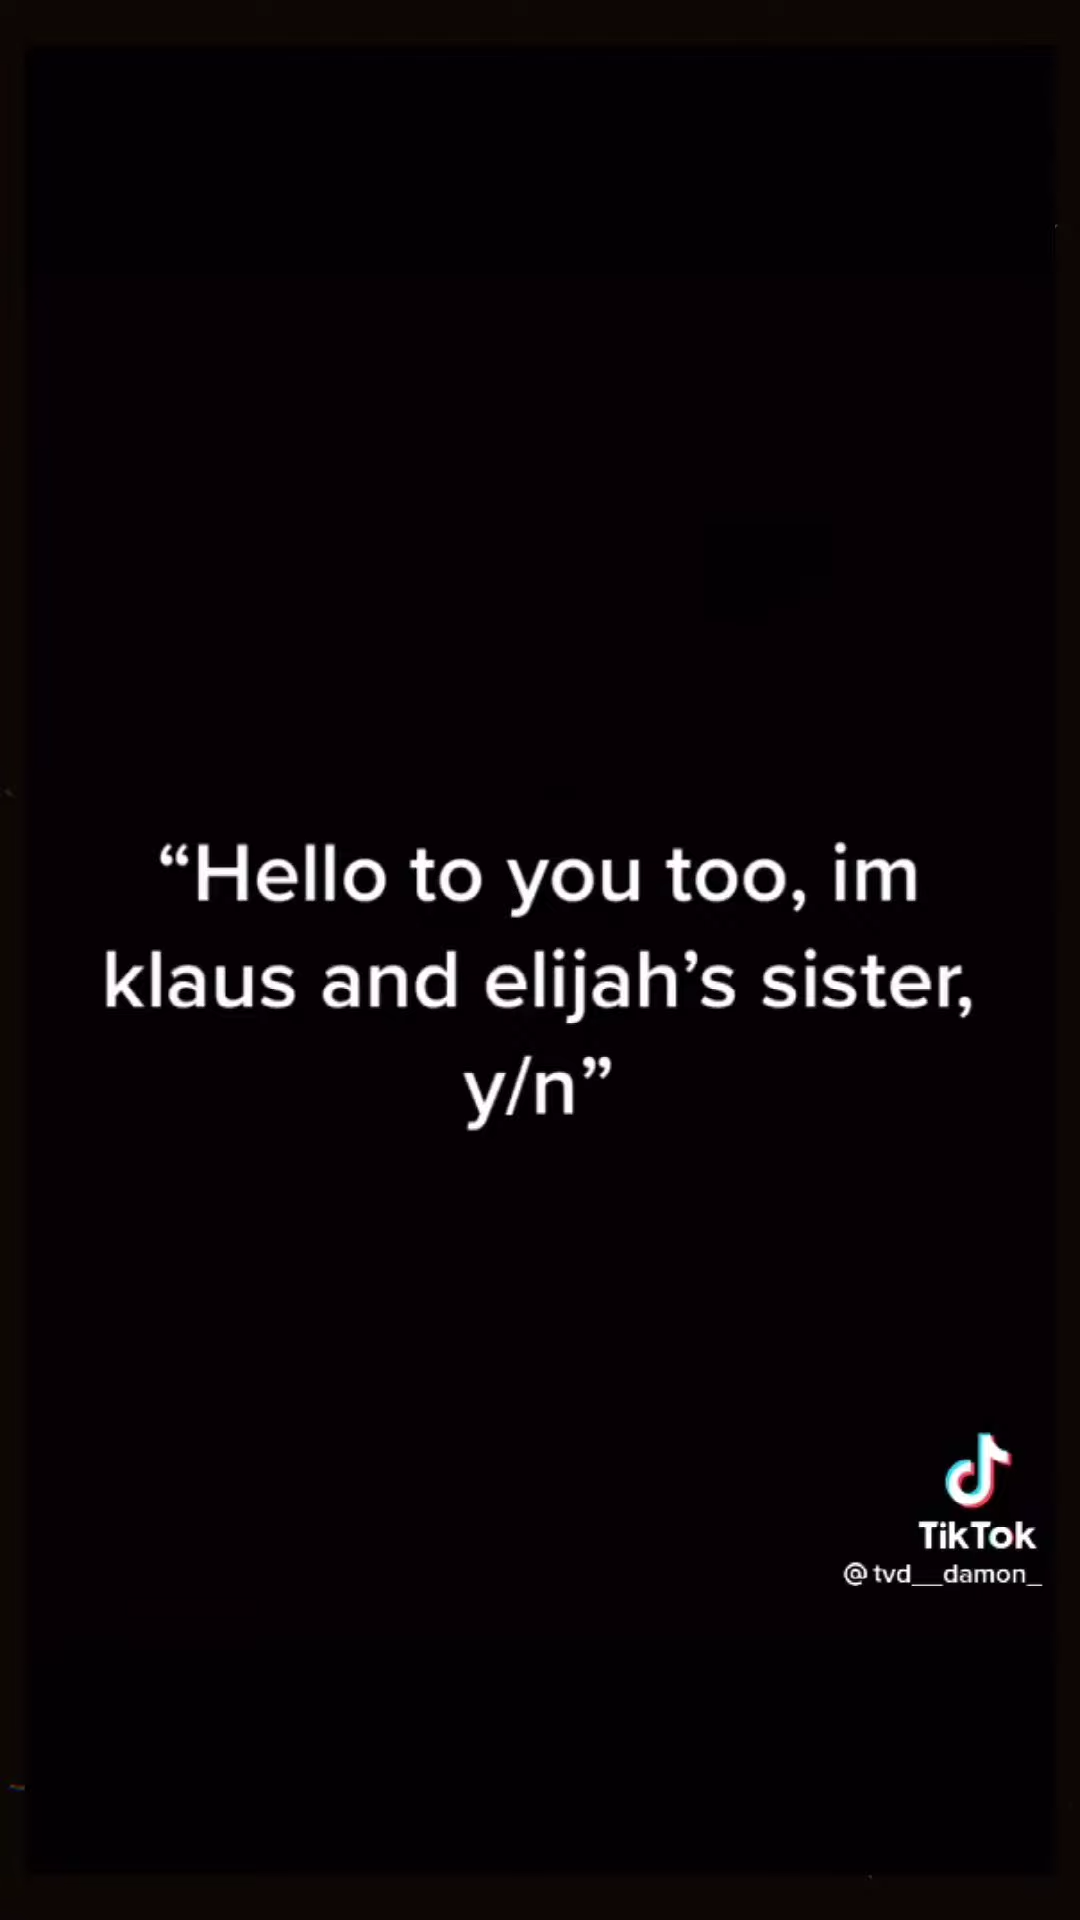 “Hello to you too, im
klaus and elijah’s sister,
y/n”
TikTok
@tvd__damon_